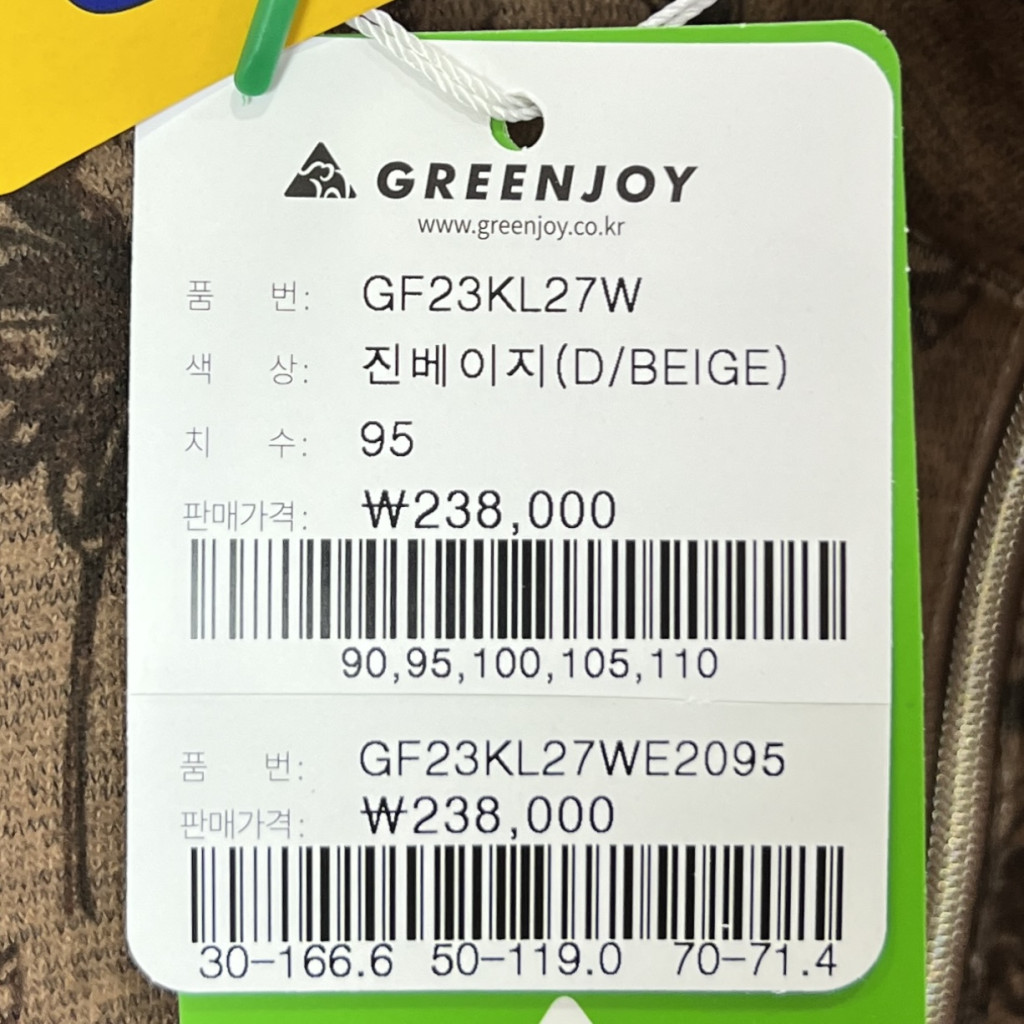 GREENJOY
www.greenjoy.co.kr
품 번: GF23KL27W
색 상: 진베이지(D/BEIGE)
치 수: 95
판매가격: ₩238,000
90,95,100,105,110
품 번: GF23KL27WE2095
판매가격: ₩238,000
30-166.6 50-119.0 70-71.4